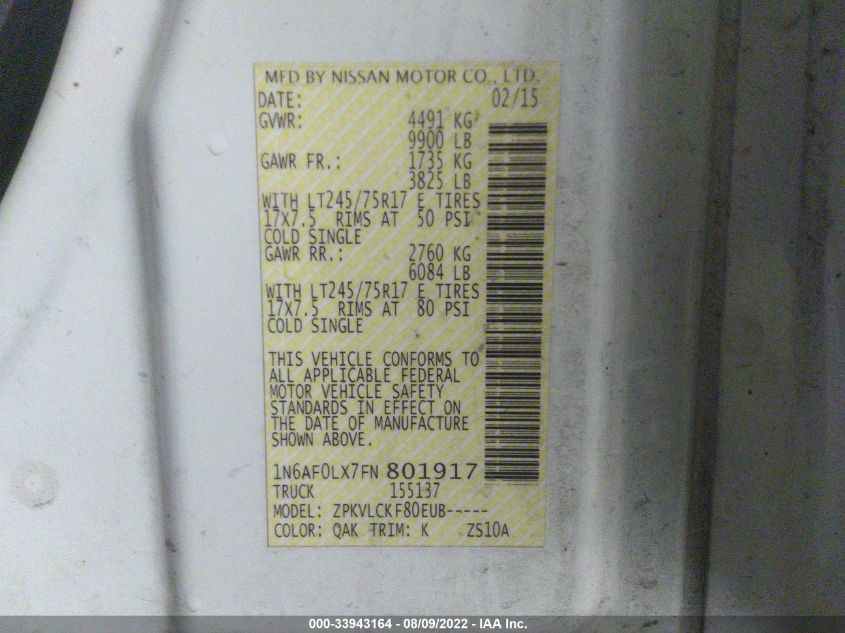 MFD BY NISSAN MOTOR CO., LTD.
DATE: 02/15
GVWR: 4491 KG
9900 LB
GAWR FR.: 1735 KG
3825 LB
WITH LT245/75R17 E TIRES
17X7.5 RIMS AT 50 PSI
COLD SINGLE
GAWR RR.: 2760 KG
6084 LB
WITH LT245/75R17 E TIRES
17X7.5 RIMS AT 80 PSI
COLD SINGLE
THIS VEHICLE CONFORMS TO
ALL APPLICABLE FEDERAL
MOTOR VEHICLE SAFETY
STANDARDS IN EFFECT ON
THE DATE OF MANUFACTURE
SHOWN ABOVE.
1N6AF0LX7FN 801917
TRUCK 155137
MODEL: ZPKVLCKF80EUB-----
COLOR: QAK TRIM: K ZS10A
000-33943164 - 08/09/2022 - IAA Inc.